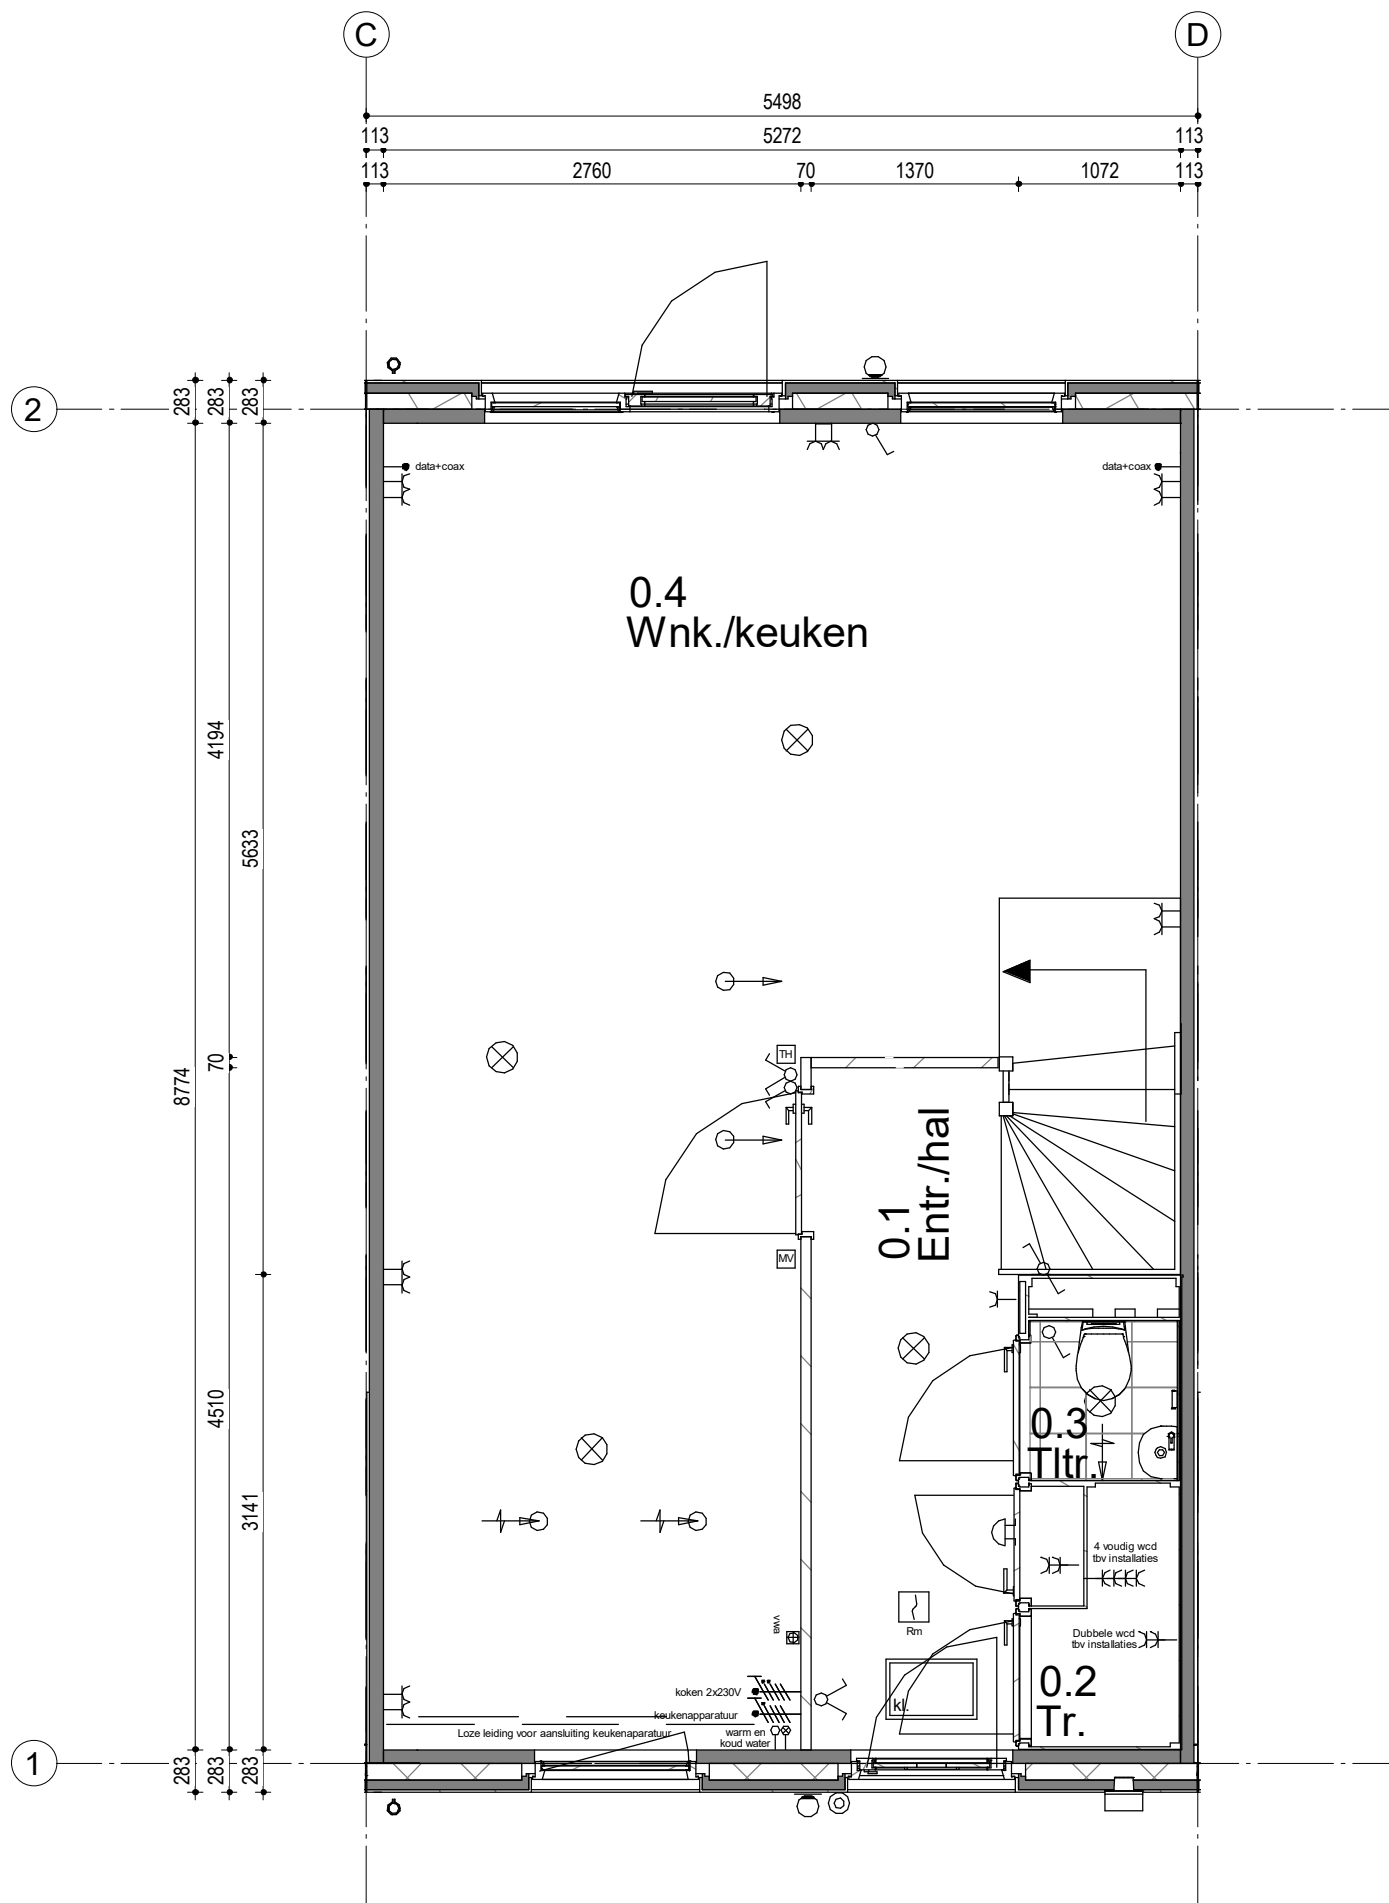 C
D
5498
113
5272
113
113
2760
70
1370
1072
113
2
283
283
283
data+coax
data+coax
0.4
Wnk./keuken
4194
5633
TH
70
8774
0.1
Entr./hal
MV
4510
0.3
Tltr.
3141
4 voudig wcd
tbv installaties
vwa
Rm
Dubbele wcd
tbv installaties
0.2
Tr.
koken 2x230V
kl.
keukenapparatuur
Loze leiding voor aansluiting keukenaparatuur
warm en
koud water
1
283
283
283